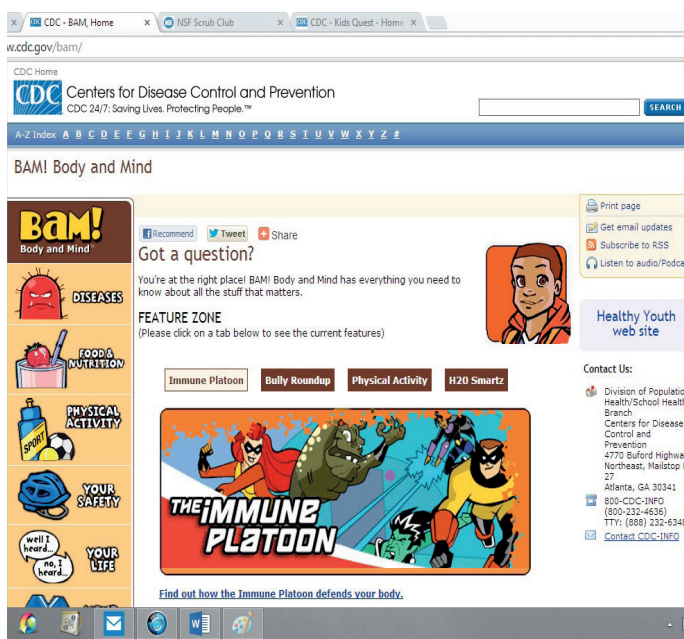 CDC - BAM, Home
NSF Scrub Club
CDC - Kids Quest - Home
w.cdc.gov/bam/
CDC Home
CDC
Centers for Disease Control and Prevention
CDC 24/7: Saving Lives. Protecting People.™
SEARCH
A-Z Index A B C D E F G H I J K L M N O P Q R S T U V W X Y Z #
BAM! Body and Mind
Bam!
Body and Mind
DISEASES
FOOD &
NUTRITION
SPORT
PHYSICAL
ACTIVITY
YOUR
SAFETY
well I
heard...
no, I
heard...
YOUR
LIFE
Recommend
Tweet
Share
Got a question?
You're at the right place! BAM! Body and Mind has everything you need to
know about all the stuff that matters.
FEATURE ZONE
(Please click on a tab below to see the current features)
Immune Platoon
Bully Roundup
Physical Activity
H20 Smartz
THE IMMUNE
PLATOON
Find out how the Immune Platoon defends your body.
Print page
Get email updates
Subscribe to RSS
Listen to audio/Podca
Healthy Youth
web site
Contact Us:
Division of Populatio
Health/School Healt
Branch
Centers for Disease
Control and
Prevention
4770 Buford Highwa
Northeast, Mailstop
27
Atlanta, GA 30341
800-CDC-INFO
(800-232-4636)
TTY: (888) 232-6348
Contact CDC-INFO